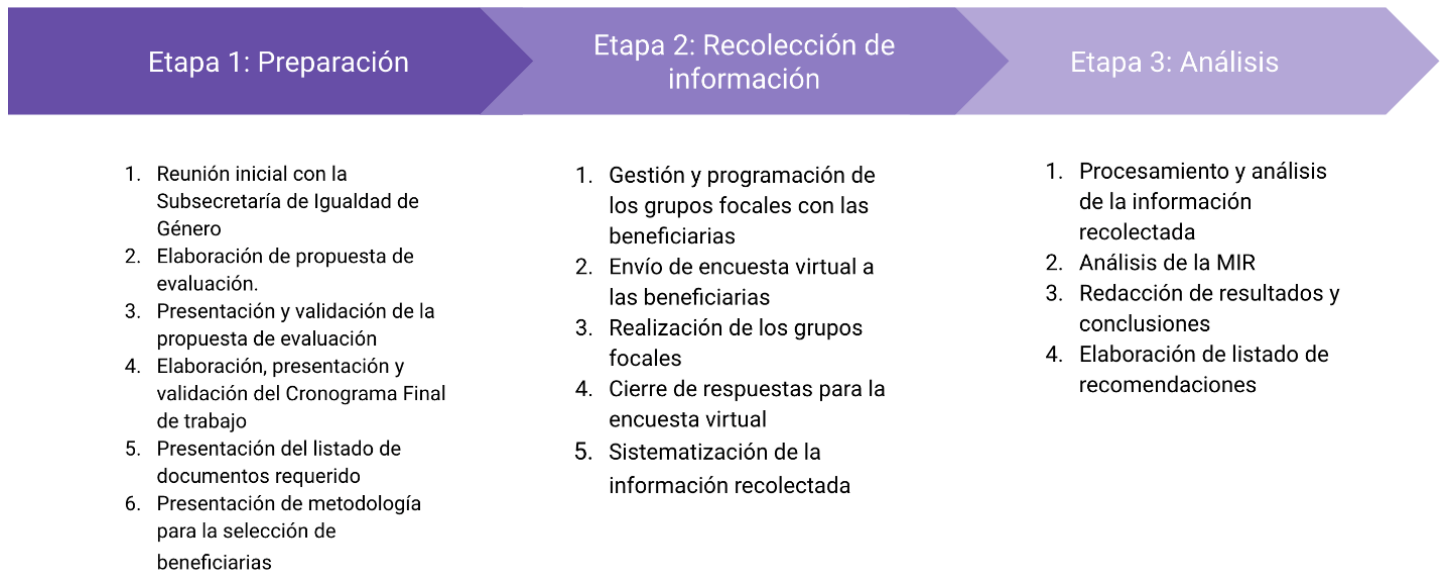 Etapa 1: Preparación
Etapa 2: Recolección de
información
Etapa 3: Análisis
1. Reunión inicial con la
Subsecretaría de Igualdad de
Género
2. Elaboración de propuesta de
evaluación.
3. Presentación y validación de la
propuesta de evaluación
4. Elaboración, presentación y
validación del Cronograma Final
de trabajo
5. Presentación del listado de
documentos requerido
6. Presentación de metodología
para la selección de
beneficiarias
1. Gestión y programación de
los grupos focales con las
beneficiarias
2. Envío de encuesta virtual a
las beneficiarias
3. Realización de los grupos
focales
4. Cierre de respuestas para la
encuesta virtual
5. Sistematización de la
información recolectada
1. Procesamiento y análisis
de la información
recolectada
2. Análisis de la MIR
3. Redacción de resultados y
conclusiones
4. Elaboración de listado de
recomendaciones